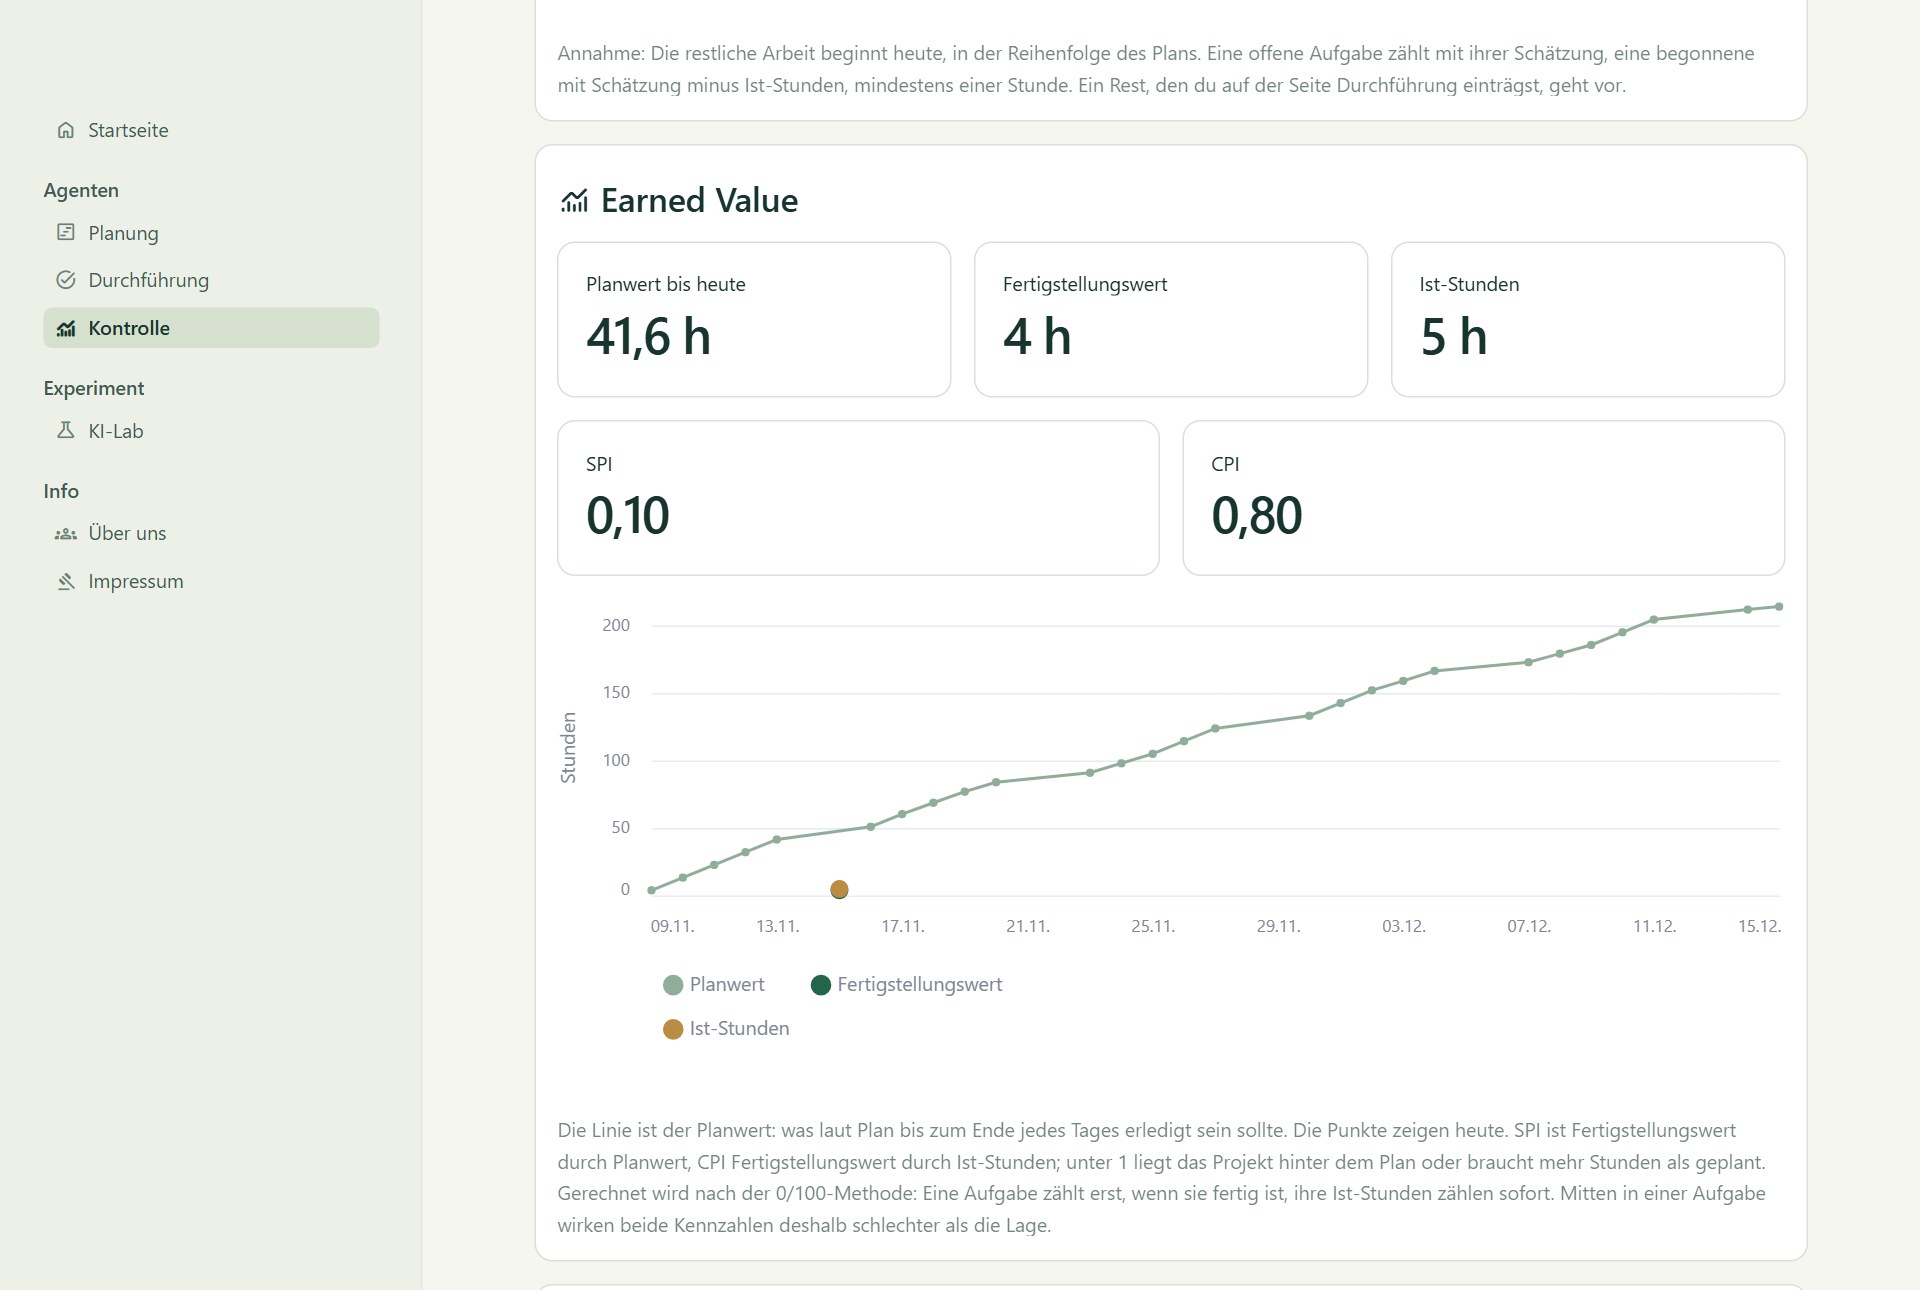 Annahme: Die restliche Arbeit beginnt heute, in der Reihenfolge des Plans. Eine offene Aufgabe zählt mit ihrer Schätzung, eine begonnene
mit Schätzung minus Ist-Stunden, mindestens einer Stunde. Ein Rest, den du auf der Seite Durchführung einträgst, geht vor.
Startseite
Agenten
Planung
Durchführung
Kontrolle
Experiment
KI-Lab
Info
Über uns
Impressum
Earned Value
Planwert bis heute
41,6 h
Fertigstellungswert
4 h
Ist-Stunden
5 h
SPI
0,10
CPI
0,80
Stunden
200
150
100
50
0
09.11. 13.11. 17.11. 21.11. 25.11. 29.11. 03.12. 07.12. 11.12. 15.12.
Planwert Fertigstellungswert
Ist-Stunden
Die Linie ist der Planwert: was laut Plan bis zum Ende jedes Tages erledigt sein sollte. Die Punkte zeigen heute. SPI ist Fertigstellungswert
durch Planwert, CPI Fertigstellungswert durch Ist-Stunden; unter 1 liegt das Projekt hinter dem Plan oder braucht mehr Stunden als geplant.
Gerechnet wird nach der 0/100-Methode: Eine Aufgabe zählt erst, wenn sie fertig ist, ihre Ist-Stunden zählen sofort. Mitten in einer Aufgabe
wirken beide Kennzahlen deshalb schlechter als die Lage.